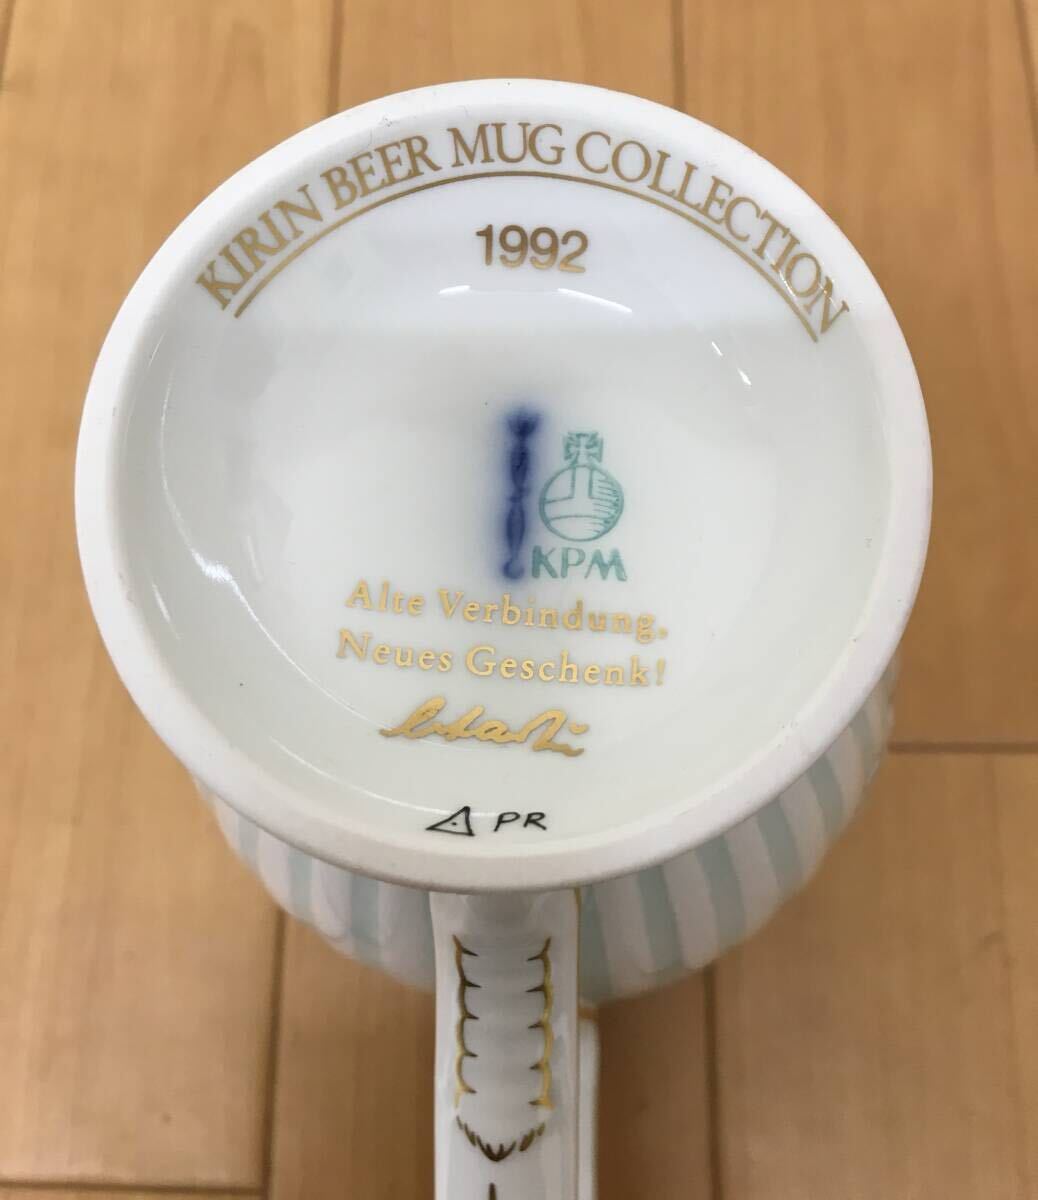 KIRIN BEER MUG COLLECTION
1992
KPM
Alte Verbindung,
Neues Geschenk!
PR